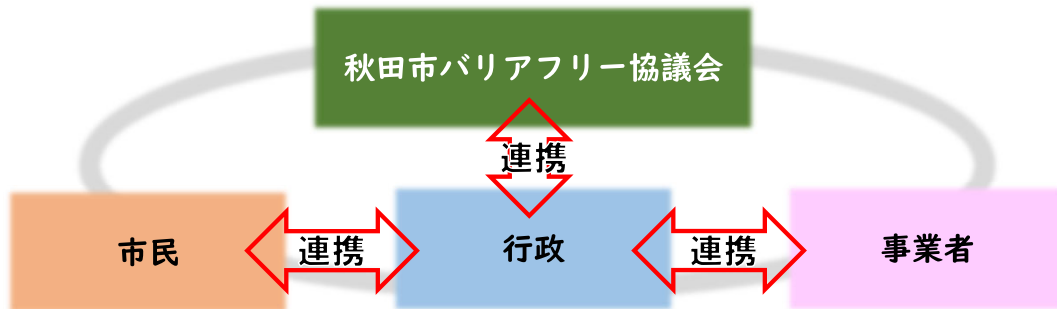 秋田市バリアフリー協議会
連携
市民
連携
行政
連携
事業者